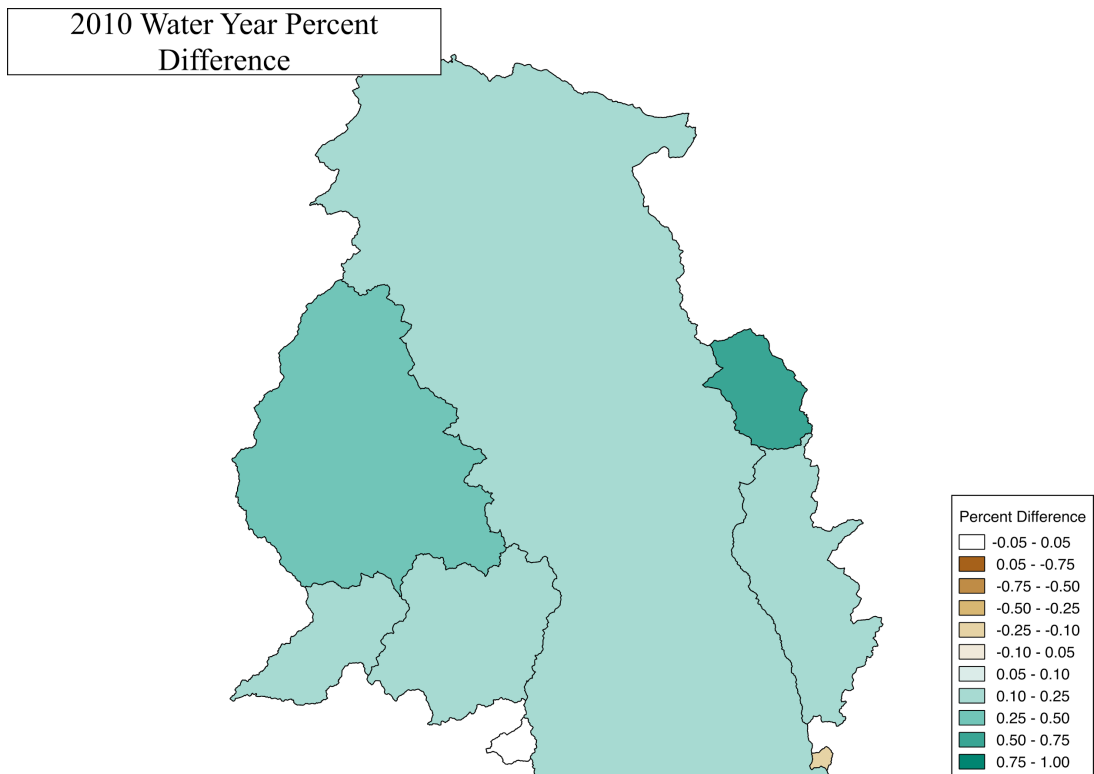 2010 Water Year Percent
Difference
Percent Difference
-0.05 - 0.05
0.05 - -0.75
-0.75 - -0.50
-0.50 - -0.25
-0.25 - -0.10
-0.10 - 0.05
0.05 - 0.10
0.10 - 0.25
0.25 - 0.50
0.50 - 0.75
0.75 - 1.00